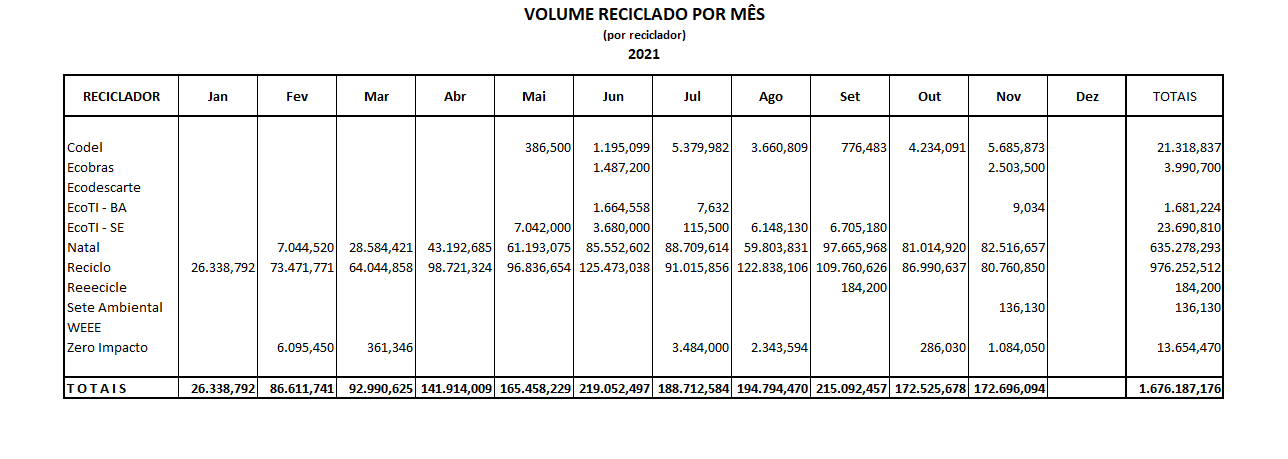 VOLUME RECICLADO POR MÊS
(por reciclador)
2021
RECICLADOR Jan Fev Mar Abr Mai Jun Jul Ago Set Out Nov Dez TOTAIS
Codel 386,500 1.195,099 5.379,982 3.660,809 776,483 4.234,091 5.685,873 21.318,837
Ecobras 1.487,200 2.503,500 3.990,700
Ecodescarte
EcoTI - BA 1.664,558 7,632 9,034 1.681,224
EcoTI - SE 7.042,000 3.680,000 115,500 6.148,130 6.705,180 23.690,810
Natal 7.044,520 28.584,421 43.192,685 61.193,075 85.552,602 88.709,614 59.803,831 97.665,968 81.014,920 82.516,657 635.278,293
Reciclo 26.338,792 73.471,771 64.044,858 98.721,324 96.836,654 125.473,038 91.015,856 122.838,106 109.760,626 86.990,637 80.760,850 976.252,512
Reeecicle 184,200 184,200
Sete Ambiental 136,130 136,130
WEEE
Zero Impacto 6.095,450 361,346 3.484,000 2.343,594 286,030 1.084,050 13.654,470
TOTAIS 26.338,792 86.611,741 92.990,625 141.914,009 165.458,229 219.052,497 188.712,584 194.794,470 215.092,457 172.525,678 172.696,094 1.676.187,176